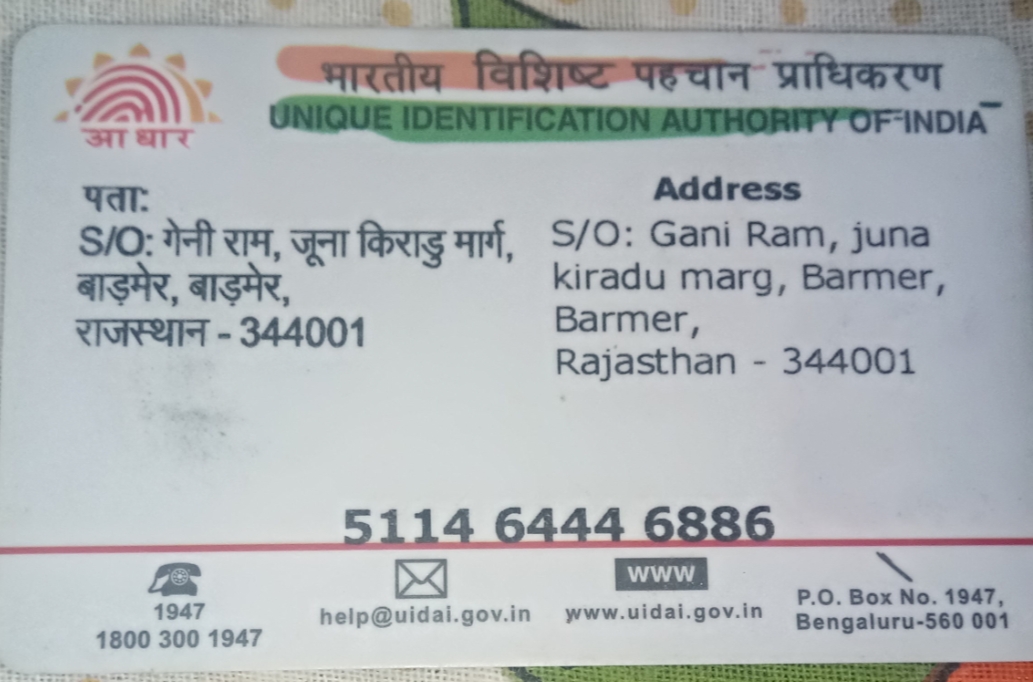 भारतीय विशिष्ट पहचान प्राधिकरण
UNIQUE IDENTIFICATION AUTHORITY OF INDIA
आधार
पता:
S/O: गेनी राम, जूना किराडु मार्ग,
बाड़मेर, बाड़मेर,
राजस्थान - 344001
Address
S/O: Gani Ram, juna
kiradu marg, Barmer,
Barmer,
Rajasthan - 344001
5114 6444 6886
1947
1800 300 1947
help@uidai.gov.in
www
www.uidai.gov.in
P.O. Box No. 1947,
Bengaluru-560 001